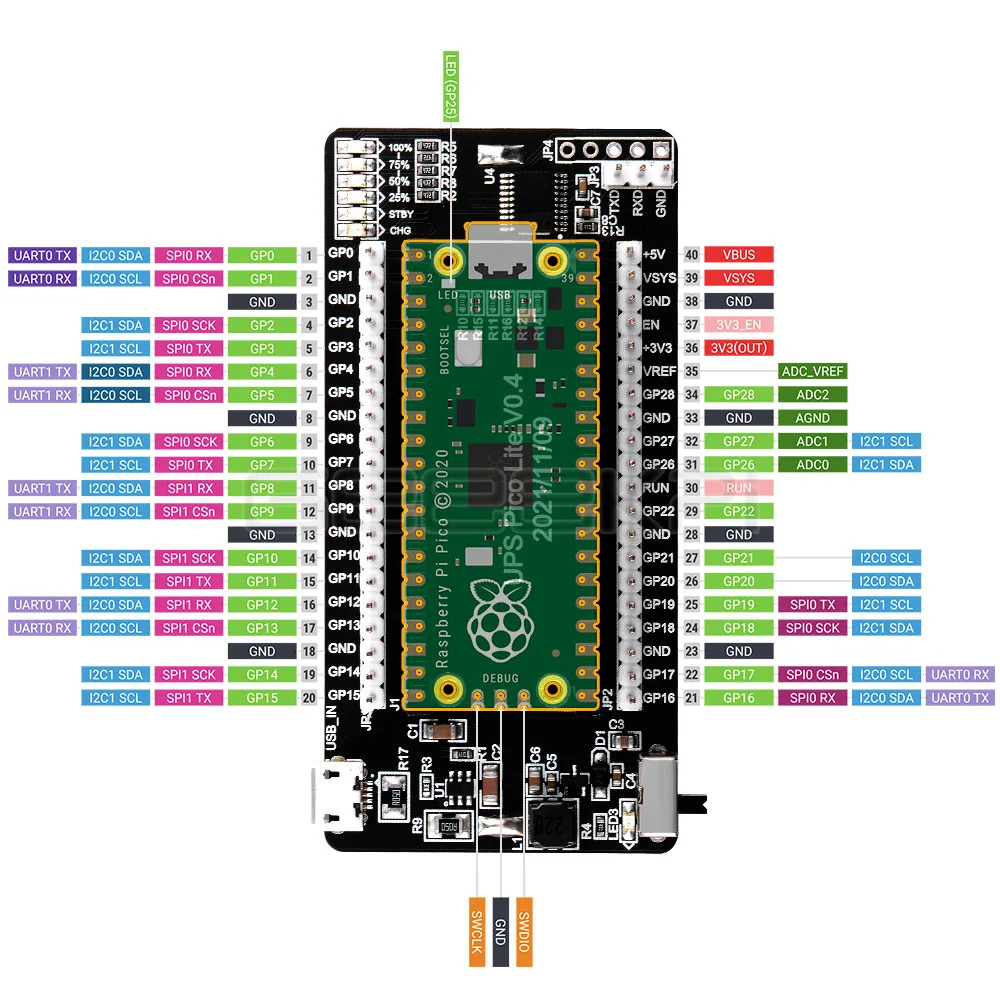 LED (GP25)
JP4
100%
75%
50%
25%
STBY
CHG
R5
R6
R7
R3
R2
U4
JP3
C7
TXD
RXD
GND
UART0 TX I2C0 SDA SPI0 RX GP0 1 GP0
UART0 RX I2C0 SCL SPI0 CSn GP1 2 GP1
GND 3 GND
I2C1 SDA SPI0 SCK GP2 4 GP2
I2C1 SCL SPI0 TX GP3 5 GP3
UART1 TX I2C0 SDA SPI0 RX GP4 6 GP4
UART1 RX I2C0 SCL SPI0 CSn GP5 7 GP5
GND 8 GND
I2C1 SDA SPI0 SCK GP6 9 GP6
I2C1 SCL SPI0 TX GP7 10 GP7
UART1 TX I2C0 SDA SPI1 RX GP8 11 GP8
UART1 RX I2C0 SCL SPI1 CSn GP9 12 GP9
GND 13 GND
I2C1 SDA SPI1 SCK GP10 14 GP10
I2C1 SCL SPI1 TX GP11 15 GP11
UART0 TX I2C0 SDA SPI1 RX GP12 16 GP12
UART0 RX I2C0 SCL SPI1 CSn GP13 17 GP13
GND 18 GND
I2C1 SDA SPI1 SCK GP14 19 GP14
I2C1 SCL SPI1 TX GP15 20 GP15
1
2
39
LED
USB
BOOTSEL
Raspberry Pi Pico © 2020
UPS Pico Lite V0.4
2021/11/09
DEBUG
+5V 40 VBUS
VSYS 39 VSYS
GND 38 GND
EN 37 3V3_EN
+3V3 36 3V3(OUT)
VREF 35 ADC_VREF
GP28 34 GP28 ADC2
GND 33 GND AGND
GP27 32 GP27 ADC1 I2C1 SCL
GP26 31 GP26 ADC0 I2C1 SDA
RUN 30 RUN
GP22 29 GP22
GND 28 GND
GP21 27 GP21 I2C0 SCL
GP20 26 GP20 I2C0 SDA
GP19 25 GP19 SPI0 TX I2C1 SCL
GP18 24 GP18 SPI0 SCK I2C1 SDA
GND 23 GND
GP17 22 GP17 SPI0 CSn I2C0 SCL UART0 RX
GP16 21 GP16 SPI0 RX I2C0 SDA UART0 TX
USB_IN
J1
JP2
C1
R17
R050
R3
U1
R1
C2
C6
C5
D1
C3
C4
R9
R050
L1
220
R4
LED3
SWCLK
GND
SWDIO